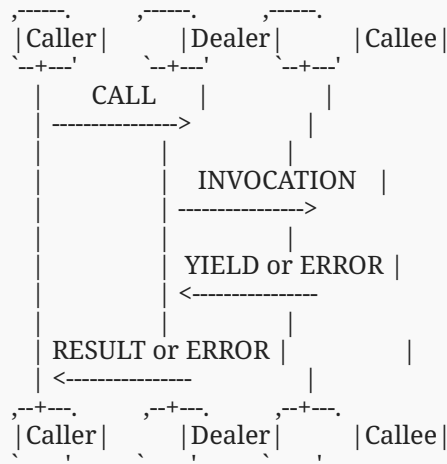 ,------.          ,------.          ,------.
|Caller|          |Dealer|          |Callee|
`--+---'          `--+---'          `--+---'
   |       CALL       |                  |
   | ---------------->                   |
   |                  |                  |
   |                  |    INVOCATION    |
   |                  | ---------------->
   |                  |                  |
   |                  |  YIELD or ERROR  |
   |                  | <----------------
   |                  |                  |
   | RESULT or ERROR  |                  |
   | <----------------                   |
,--+---.          ,--+---.          ,--+---.
|Caller|          |Dealer|          |Callee|